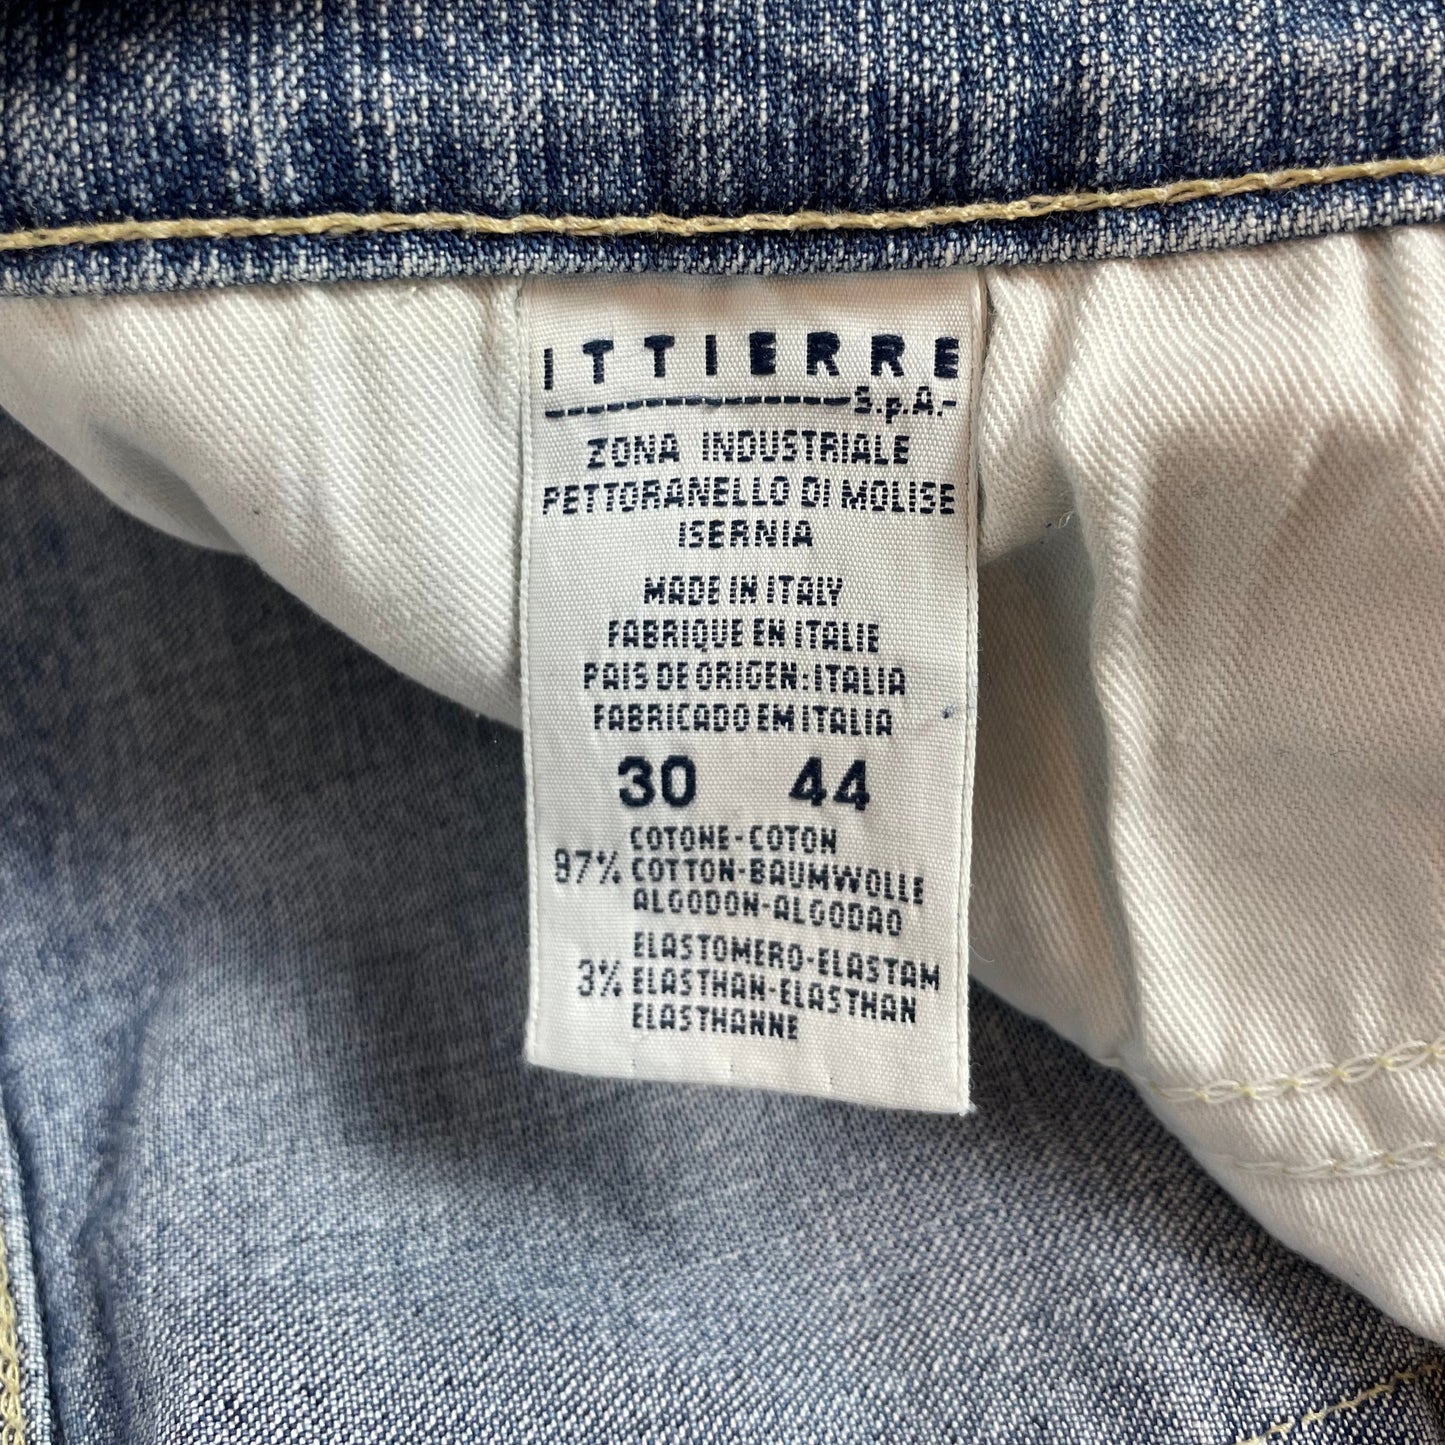 ITTIERRE
S.p.A.-
ZONA INDUSTRIALE
PETTORANELLO DI MOLISE
ISERNIA
MADE IN ITALY
FABRIQUE EN ITALIE
PAIS DE ORIGEN:ITALIA
FABRICADO EM ITALIA
30 44
COTONE-COTON
97% COTTON-BAUMWOLLE
ALGODON-ALGODAO
ELASTOMERO-ELASTAM
3% ELASTHAN-ELASTHAN
ELASTHANNE